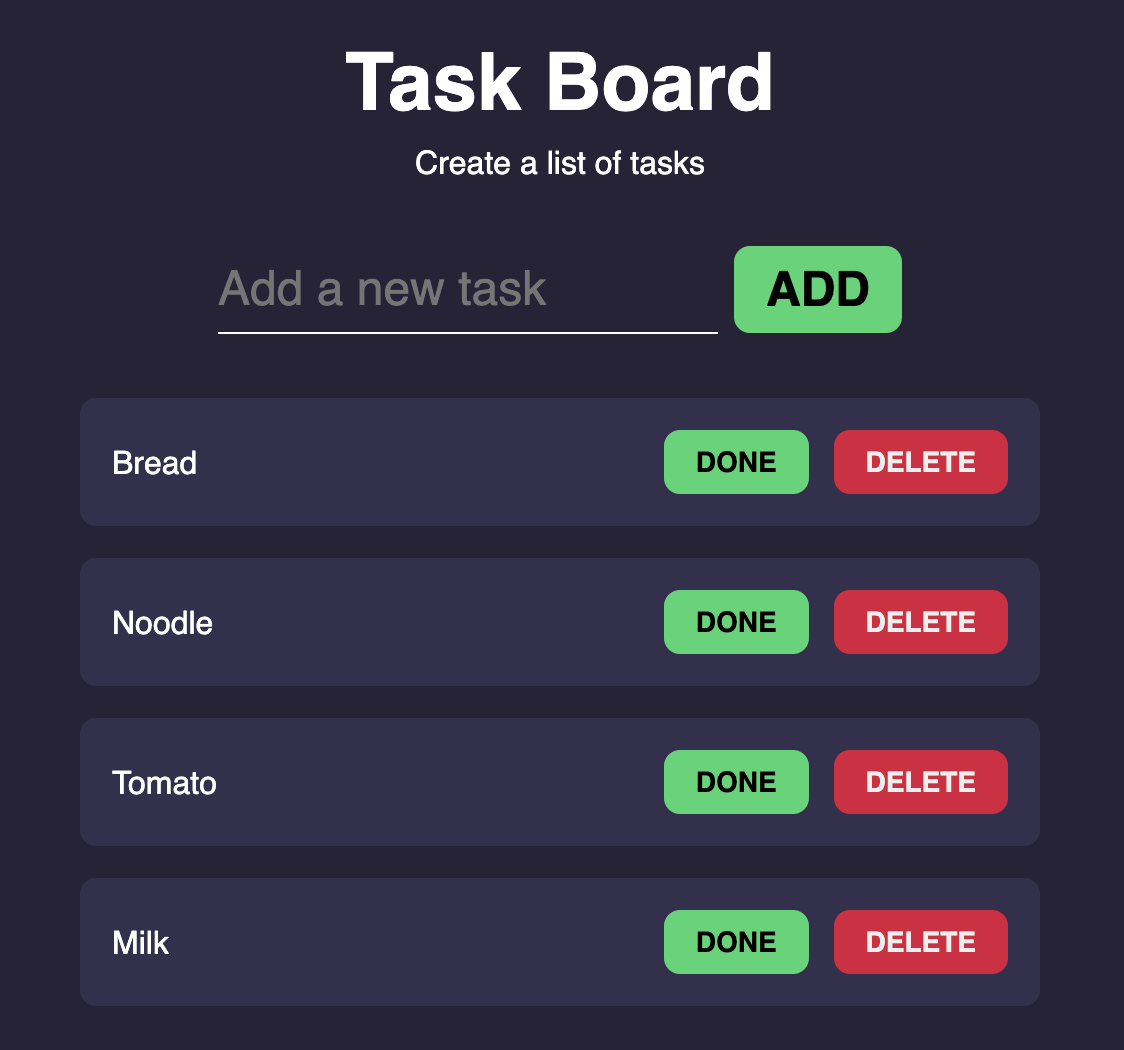 Task Board
Create a list of tasks
Add a new task ADD
Bread DONE DELETE
Noodle DONE DELETE
Tomato DONE DELETE
Milk DONE DELETE